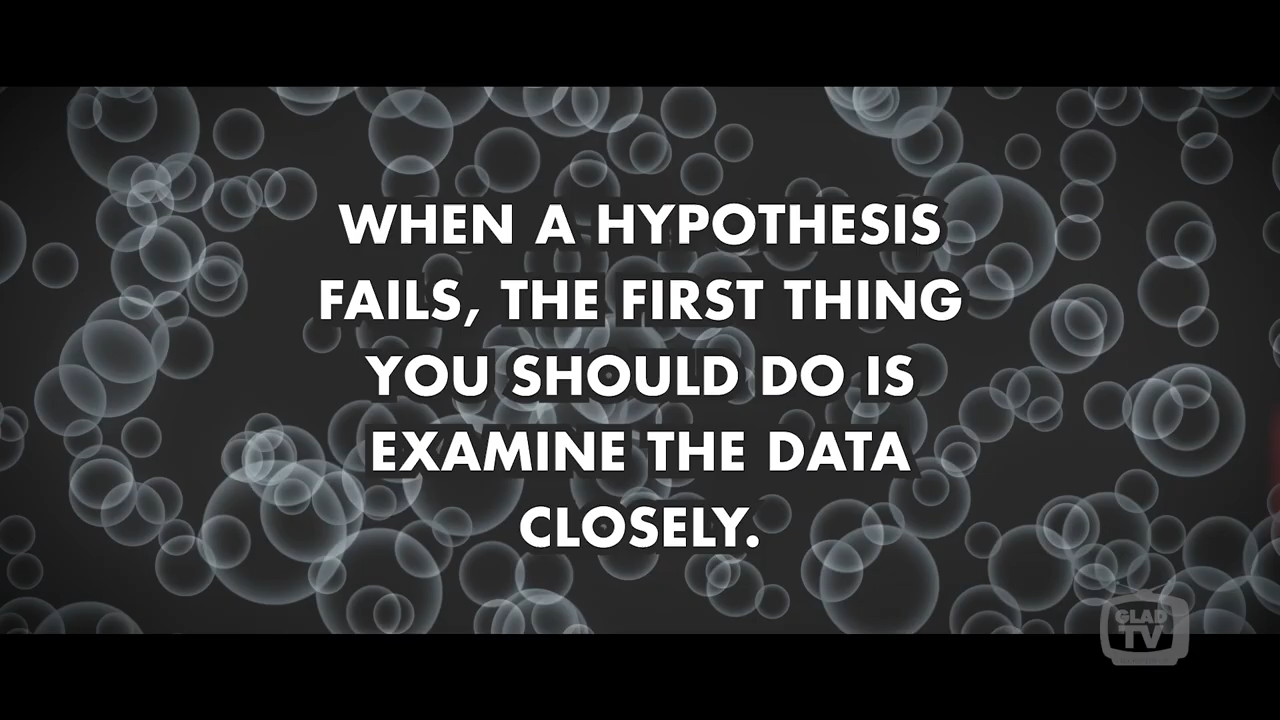 WHEN A HYPOTHESIS
FAILS, THE FIRST THING
YOU SHOULD DO IS
EXAMINE THE DATA
CLOSELY.
GLAD
TV